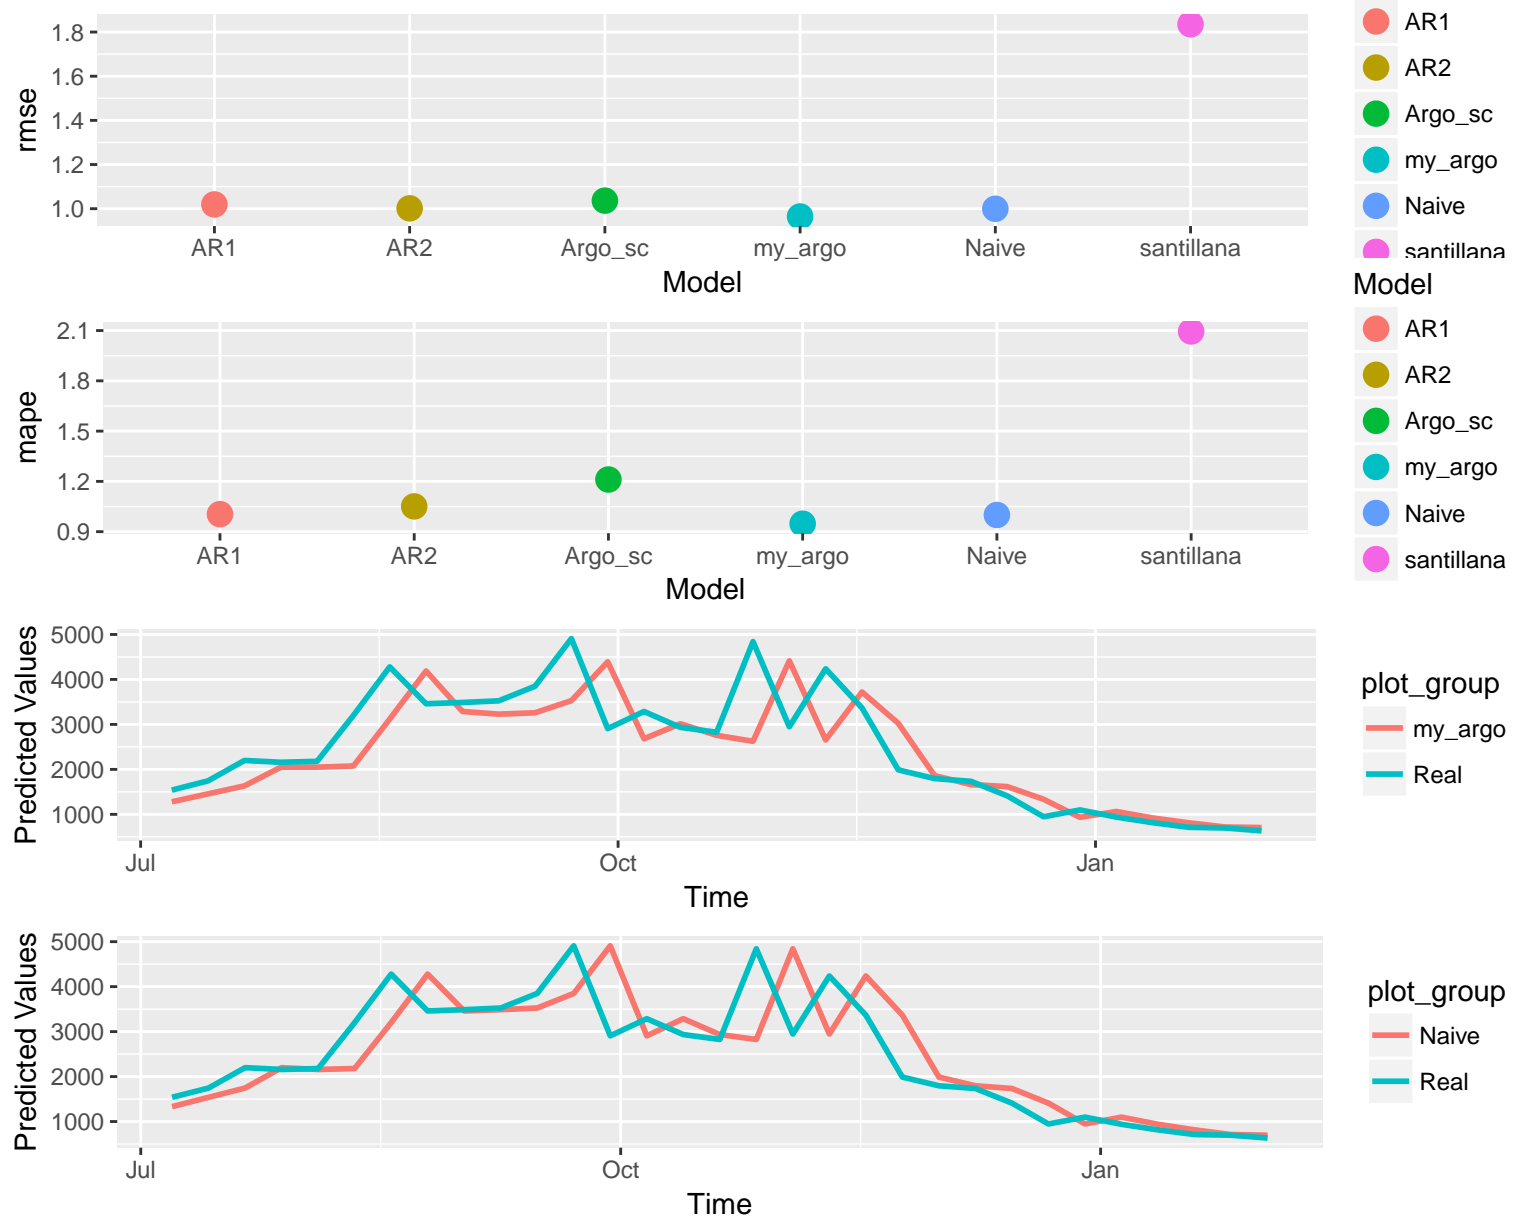 rmse
1.8
1.6
1.4
1.2
1.0
AR1 AR2 Argo_sc my_argo Naive santillana
Model
AR1
AR2
Argo_sc
my_argo
Naive
santillana
mape
2.1
1.8
1.5
1.2
0.9
AR1 AR2 Argo_sc my_argo Naive santillana
Model
Model
AR1
AR2
Argo_sc
my_argo
Naive
santillana
Predicted Values
5000
4000
3000
2000
1000
Jul Oct Jan
Time
plot_group
my_argo
Real
Predicted Values
5000
4000
3000
2000
1000
Jul Oct Jan
Time
plot_group
Naive
Real